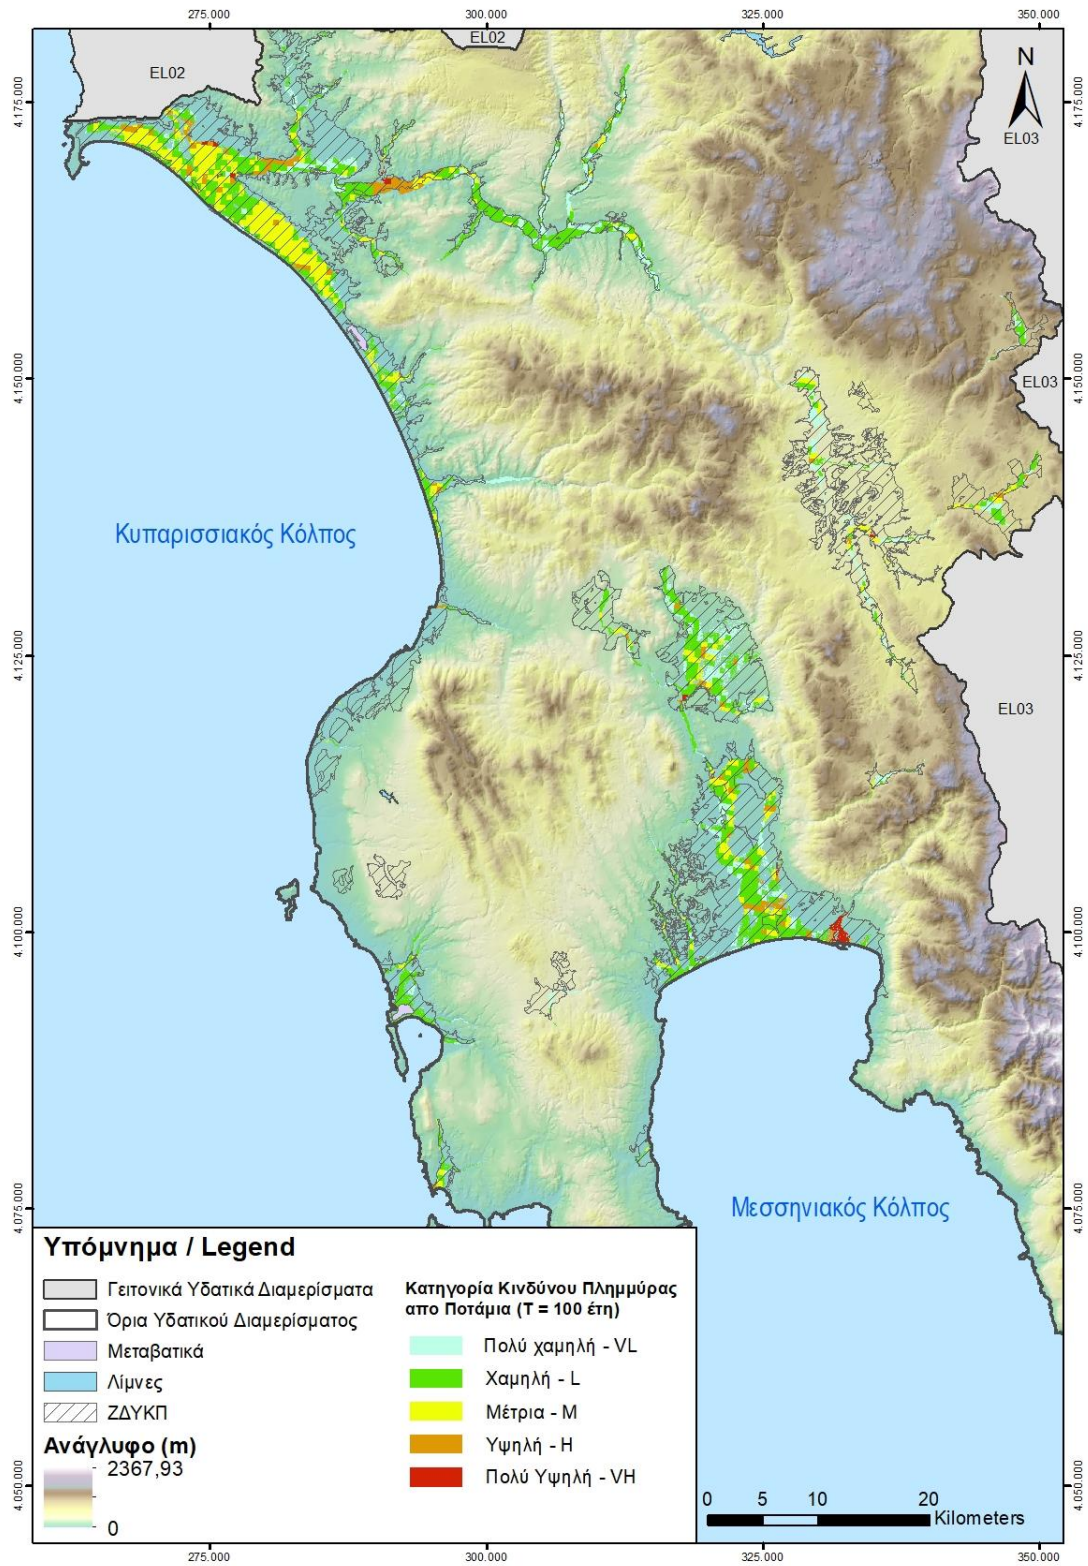 275.000 300.000 325.000 350.000
EL02
EL02
N
4.175.000 4.175.000
EL03
EL03
4.150.000 4.150.000
Κυπαρισσιακός Κόλπος
4.125.000 4.125.000
EL03
4.100.000 4.100.000
4.075.000 4.075.000
Μεσσηνιακός Κόλπος
Υπόμνημα / Legend
Γειτονικά Υδατικά Διαμερίσματα
Όρια Υδατικού Διαμερίσματος
Μεταβατικά
Λίμνες
ΖΔΥΚΠ
Ανάγλυφο (m)
2367,93
0
Κατηγορία Κινδύνου Πλημμύρας
απο Ποτάμια (T = 100 έτη)
Πολύ χαμηλή - VL
Χαμηλή - L
Μέτρια - M
Υψηλή - H
Πολύ Υψηλή - VH
4.050.000 4.050.000
0 5 10 20
Kilometers
275.000 300.000 325.000 350.000